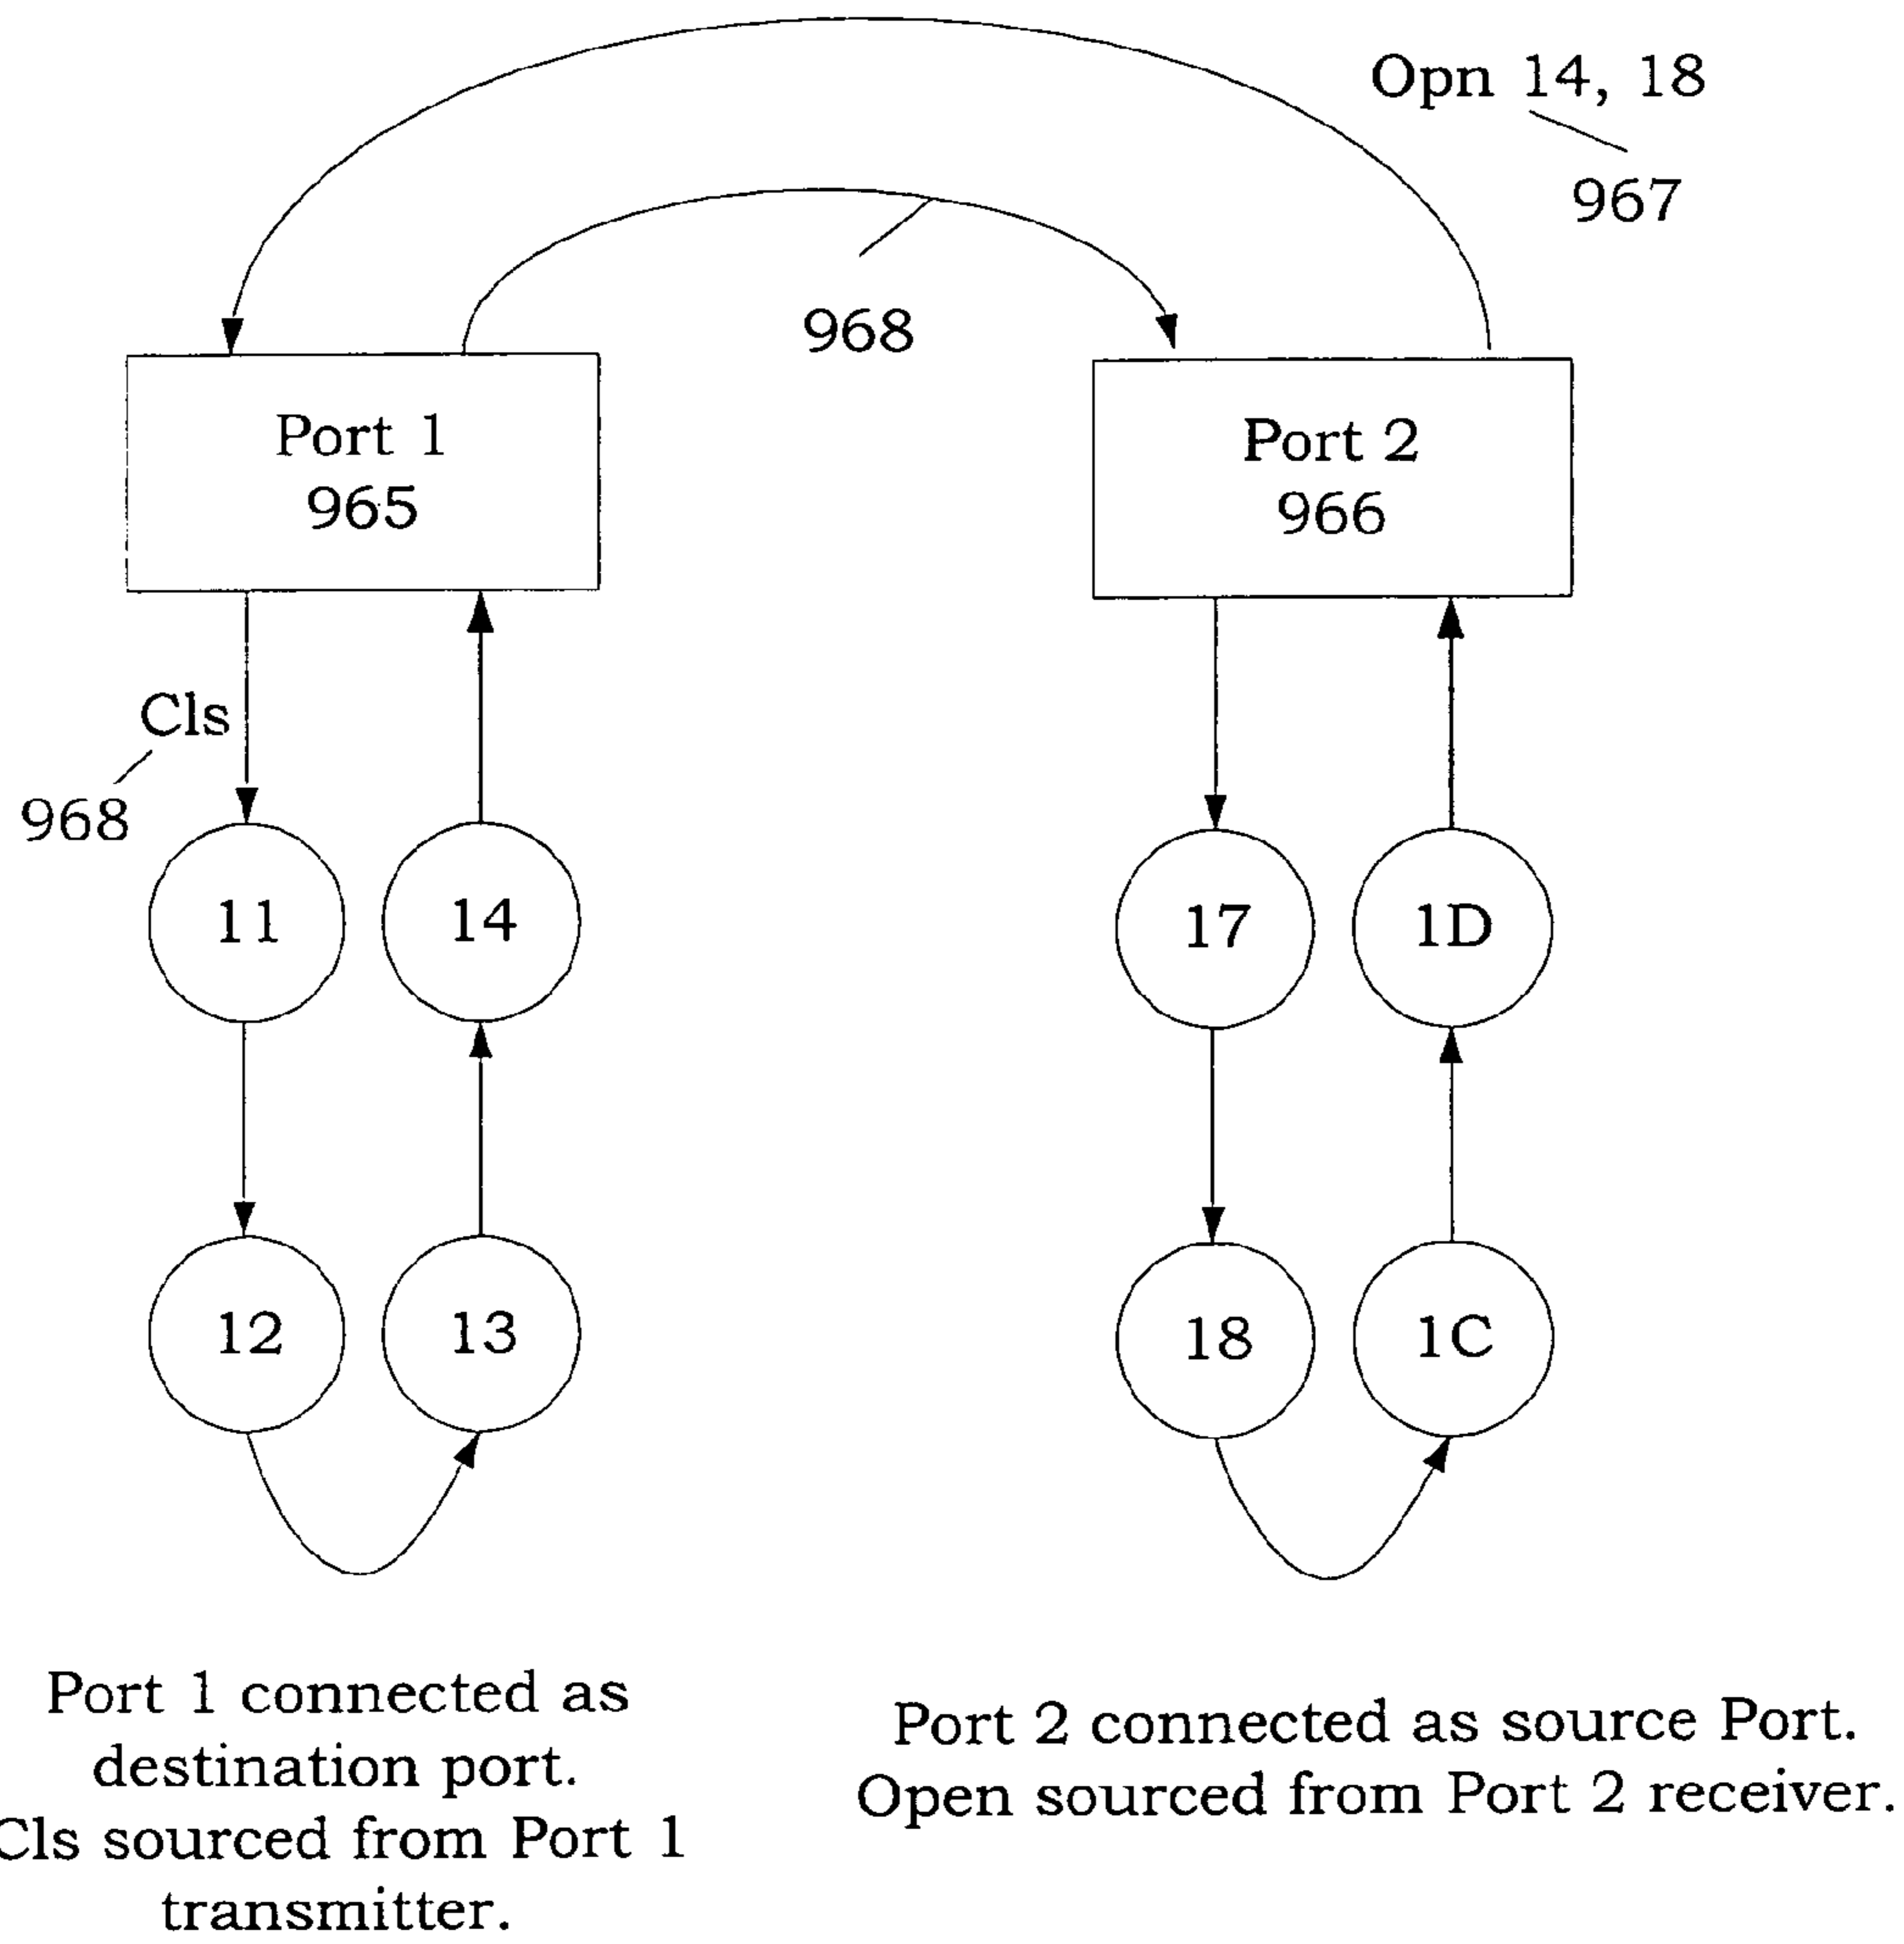 Opn 14, 18
967
968
Port 1
965
Port 2
966
Cls
968
11
14
17
1D
12
13
18
1C
Port 1 connected as
destination port.
Cls sourced from Port 1
transmitter.
Port 2 connected as source Port.
Open sourced from Port 2 receiver.